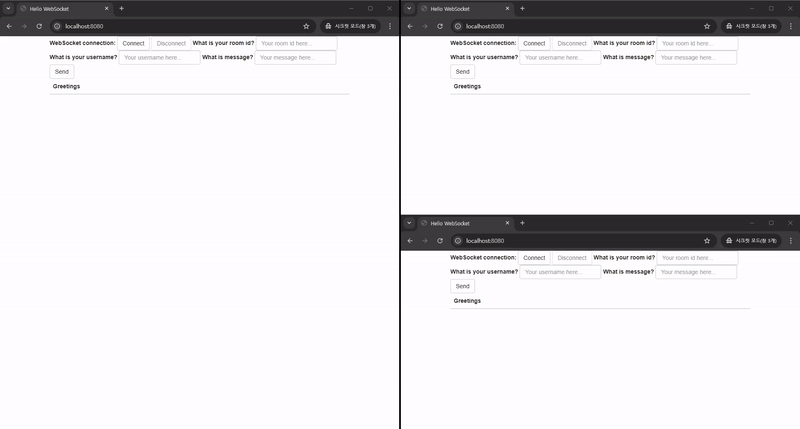 Hello WebSocket
localhost:8080
시크릿 모드(창 3개)
WebSocket connection: Connect Disconnect What is your room id? Your room id here...
What is your username? Your username here... What is message? Your message here...
Send
Greetings
Hello WebSocket
localhost:8080
시크릿 모드(창 3개)
WebSocket connection: Connect Disconnect What is your room id? Your room id here...
What is your username? Your username here... What is message? Your message here...
Send
Greetings
Hello WebSocket
localhost:8080
시크릿 모드(창 3개)
WebSocket connection: Connect Disconnect What is your room id? Your room id here...
What is your username? Your username here... What is message? Your message here...
Send
Greetings